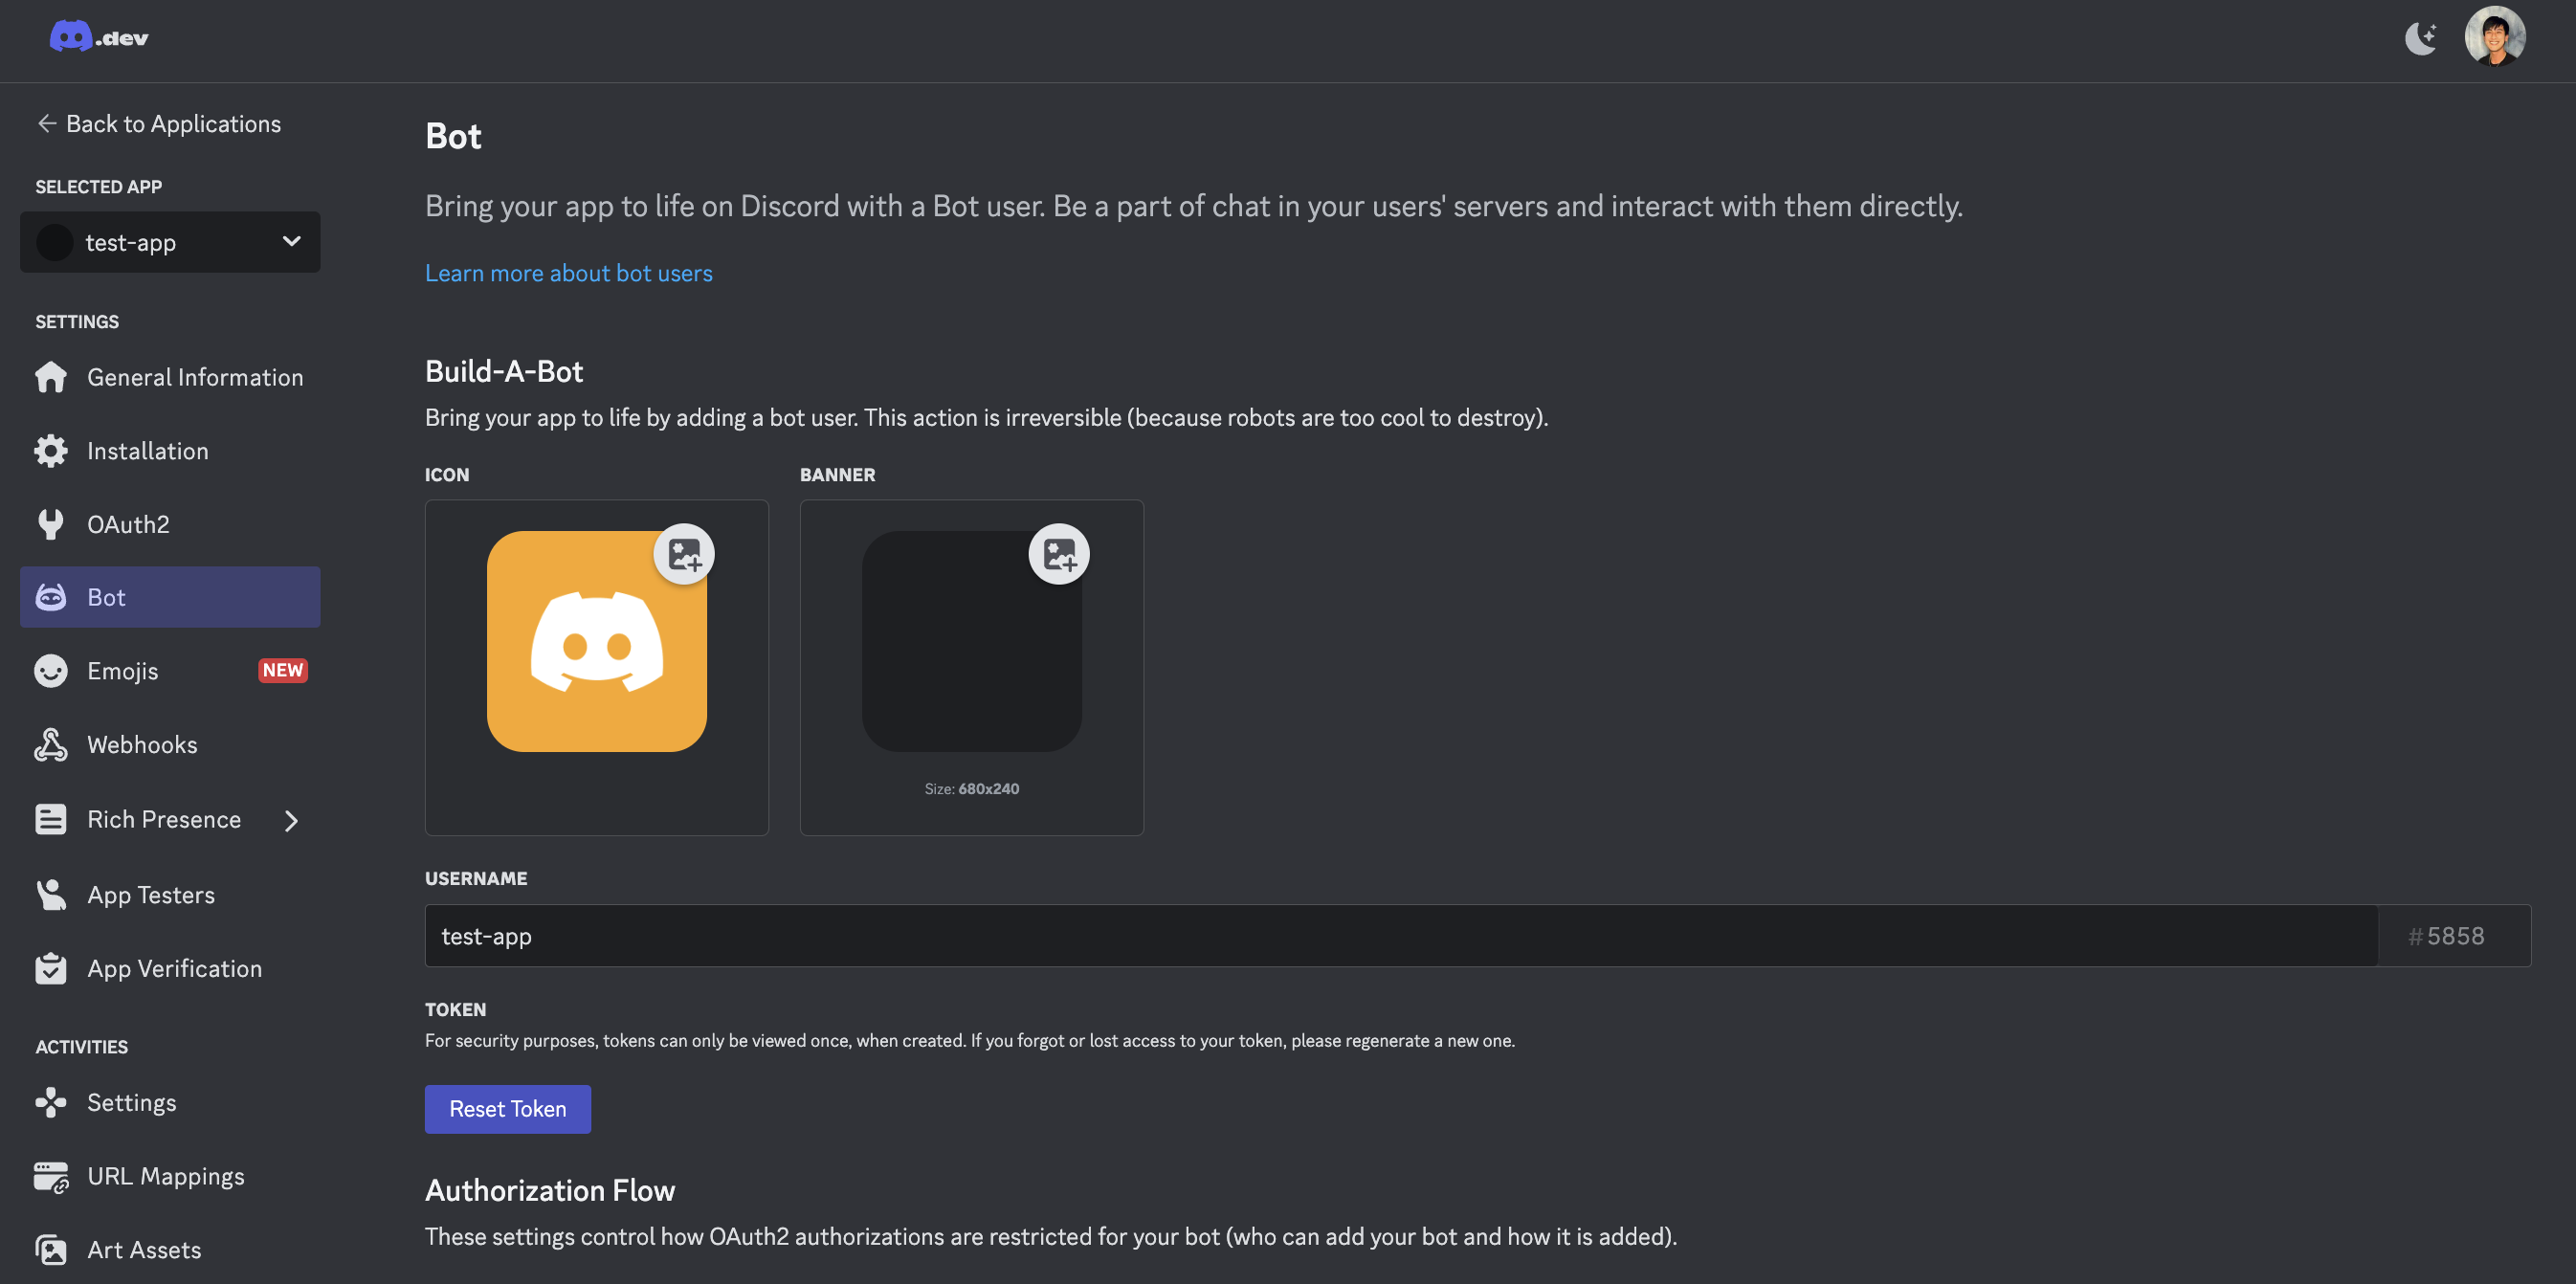 .dev
Back to Applications
SELECTED APP
test-app
SETTINGS
General Information
Installation
OAuth2
Bot
Emojis
NEW
Webhooks
Rich Presence
App Testers
App Verification
ACTIVITIES
Settings
URL Mappings
Art Assets
Bot
Bring your app to life on Discord with a Bot user. Be a part of chat in your users' servers and interact with them directly.
Learn more about bot users
Build-A-Bot
Bring your app to life by adding a bot user. This action is irreversible (because robots are too cool to destroy).
ICON
BANNER
Size: 680x240
USERNAME
test-app
#5858
TOKEN
For security purposes, tokens can only be viewed once, when created. If you forgot or lost access to your token, please regenerate a new one.
Reset Token
Authorization Flow
These settings control how OAuth2 authorizations are restricted for your bot (who can add your bot and how it is added).